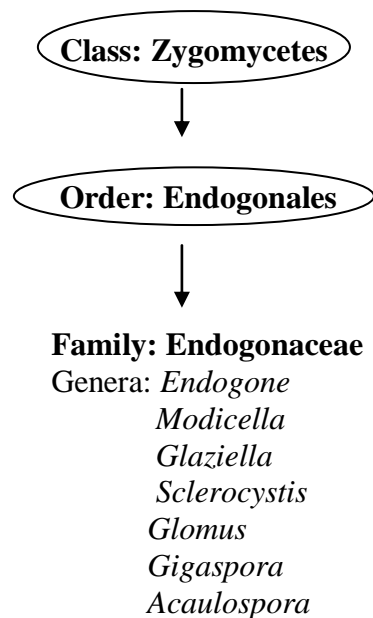 Class: Zygomycetes
Order: Endogonales
Family: Endogonaceae
Genera: Endogone
Modicella
Glaziella
Sclerocystis
Glomus
Gigaspora
Acaulospora